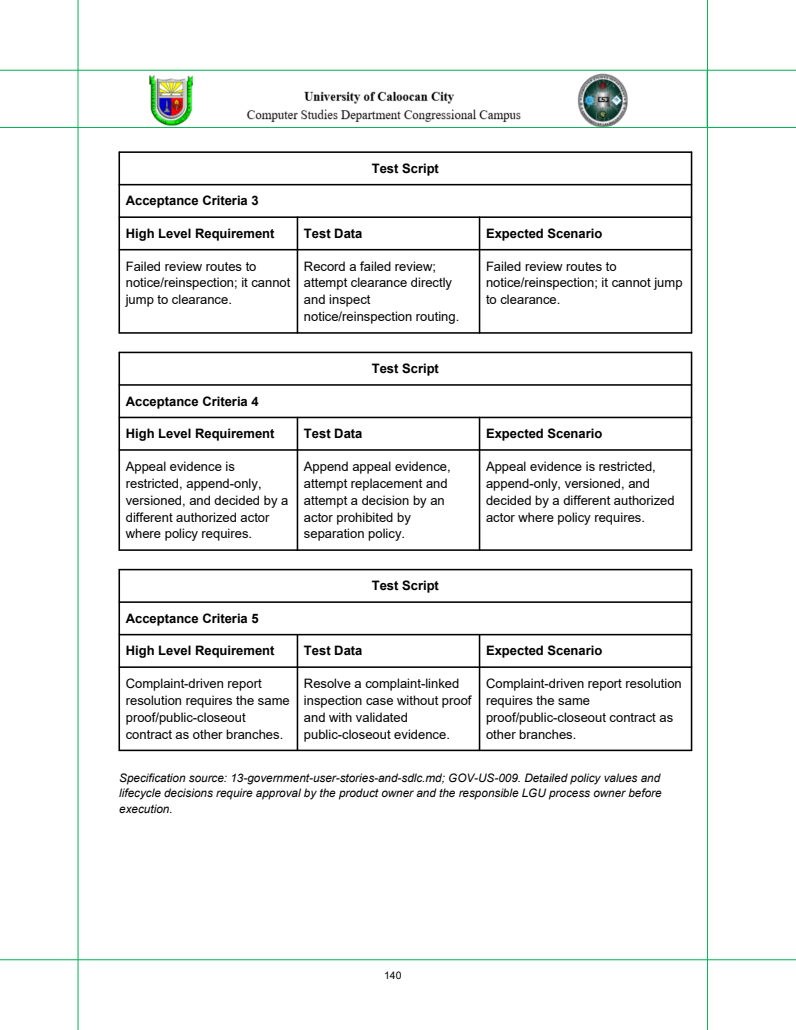 University of Caloocan City
Computer Studies Department Congressional Campus
Test Script
Acceptance Criteria 3
High Level Requirement
Test Data
Expected Scenario
Failed review routes to
notice/reinspection; it cannot
jump to clearance.
Record a failed review;
attempt clearance directly
and inspect
notice/reinspection routing.
Failed review routes to
notice/reinspection; it cannot jump
to clearance.
Test Script
Acceptance Criteria 4
High Level Requirement
Test Data
Expected Scenario
Appeal evidence is
restricted, append-only,
versioned, and decided by a
different authorized actor
where policy requires.
Append appeal evidence,
attempt replacement and
attempt a decision by an
actor prohibited by
separation policy.
Appeal evidence is restricted,
append-only, versioned, and
decided by a different authorized
actor where policy requires.
Test Script
Acceptance Criteria 5
High Level Requirement
Test Data
Expected Scenario
Complaint-driven report
resolution requires the same
proof/public-closeout
contract as other branches.
Resolve a complaint-linked
inspection case without proof
and with validated
public-closeout evidence.
Complaint-driven report resolution
requires the same
proof/public-closeout contract as
other branches.
Specification source: 13-government-user-stories-and-sdlc.md; GOV-US-009. Detailed policy values and
lifecycle decisions require approval by the product owner and the responsible LGU process owner before
execution.
140